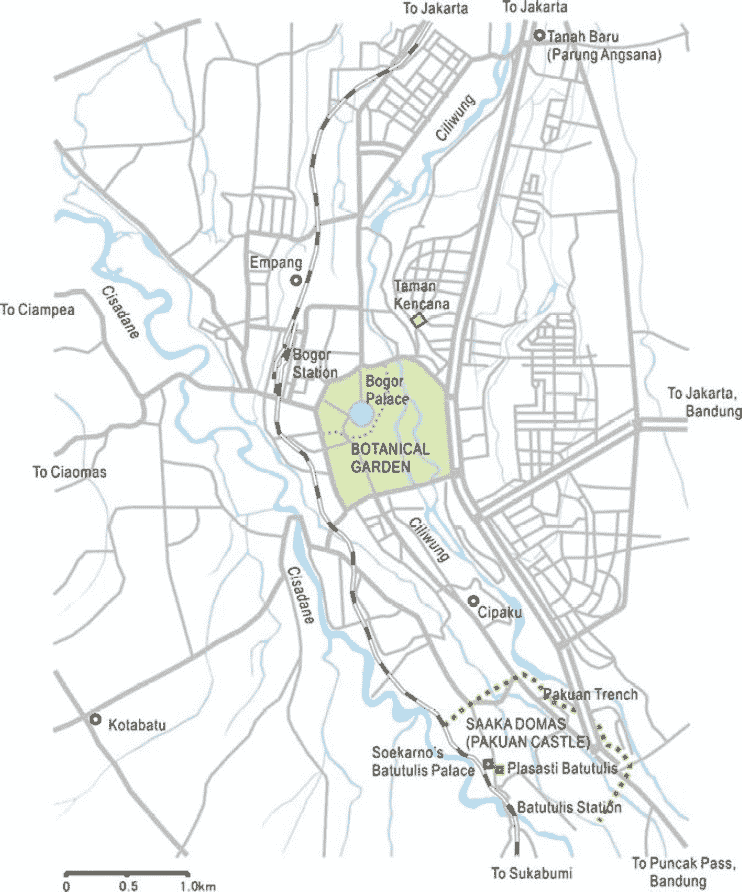 To Jakarta
To Jakarta
Tanah Baru
(Parung Angsana)
Ciliwung
Empang
Taman
Kencana
To Ciampea
Cisadane
Bogor
Station
Bogor
Palace
To Jakarta,
Bandung
BOTANICAL
GARDEN
To Ciaomas
Ciliwung
Cisadane
Cipaku
Pakuan Trench
Kotabatu
SAAKA DOMAS
(PAKUAN CASTLE)
Soekarno's
Batutulis Palace
Plasasti Batutulis
Batutulis Station
To Sukabumi
To Puncak Pass,
Bandung
0 0.5 1.0km